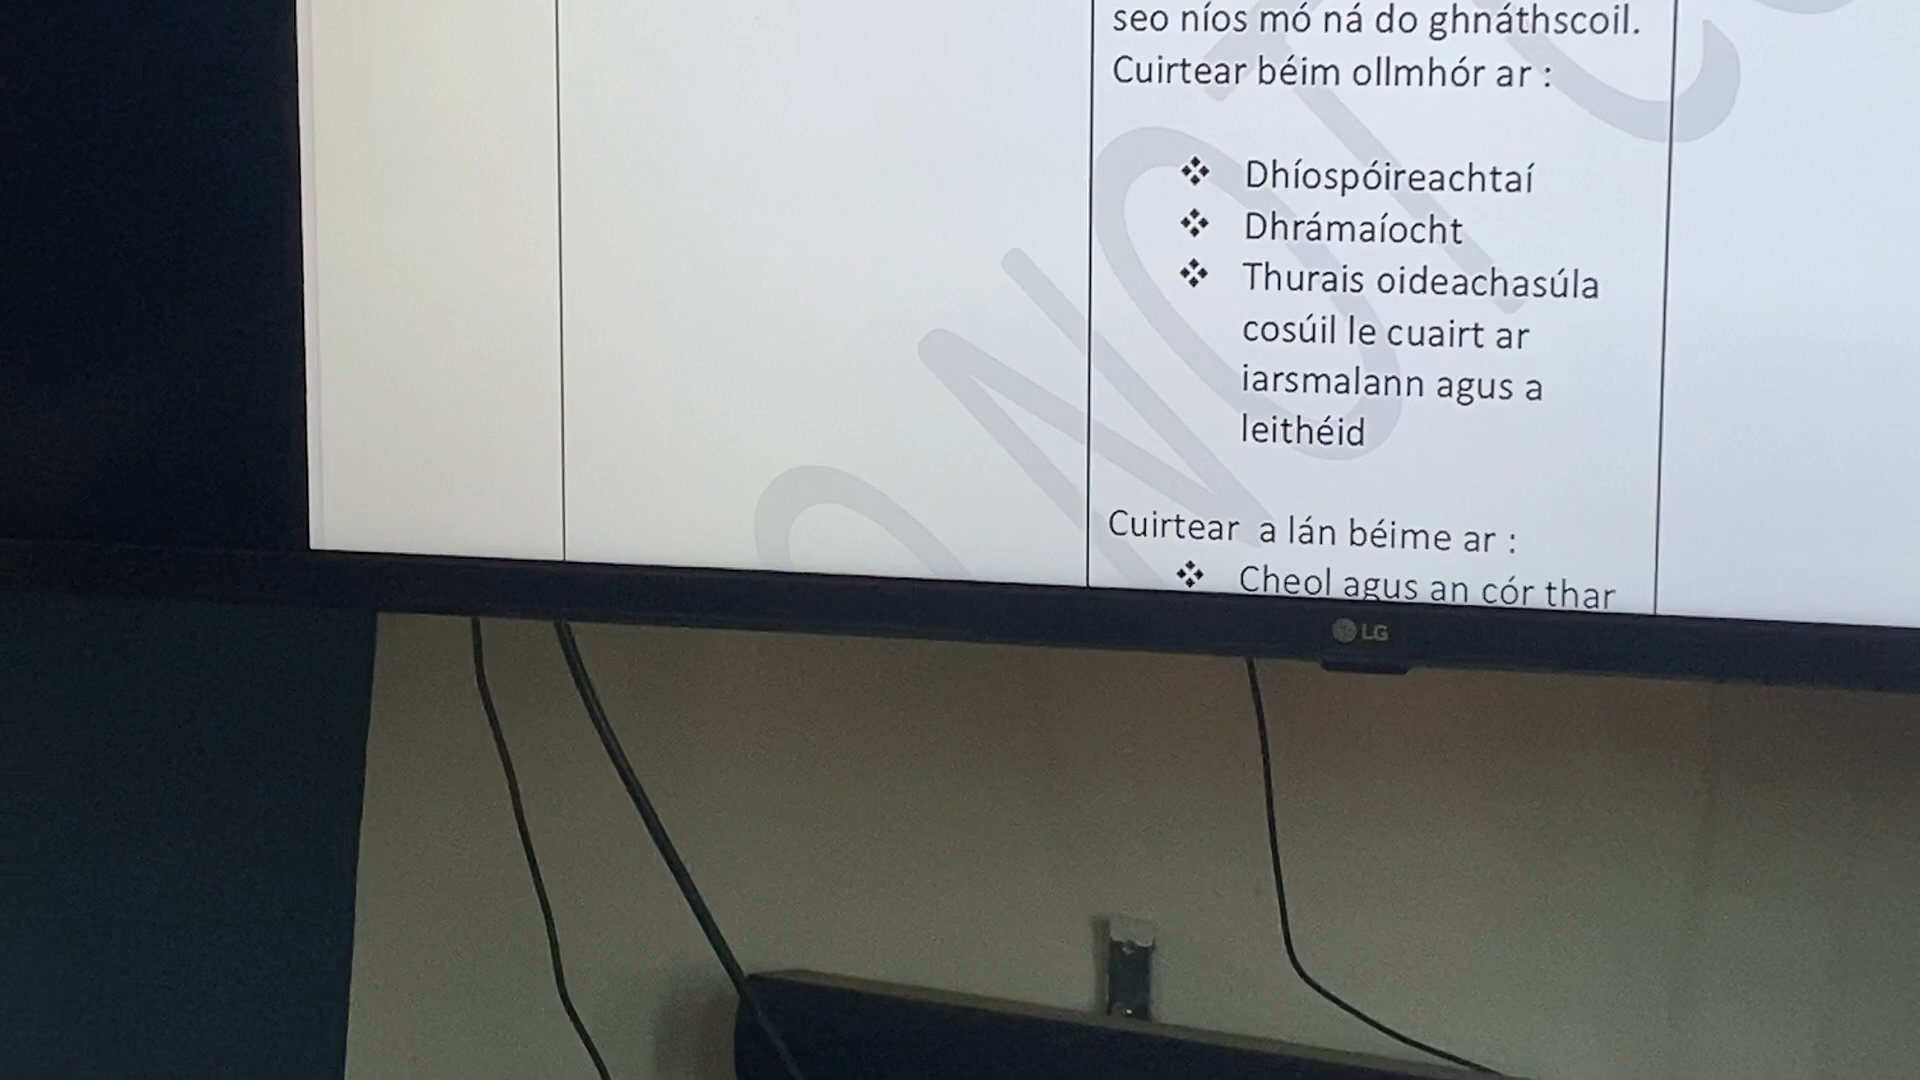 seo níos mó ná do ghnáthscoil.
Cuirtear béim ollmhór ar :
❖ Dhíospóireachtaí
❖ Dhrámaíocht
❖ Thurais oideachasúla
cosúil le cuairt ar
iarsmalann agus a
leithéid
Cuirtear a lán béime ar :
❖ Cheol agus an cór thar
LG